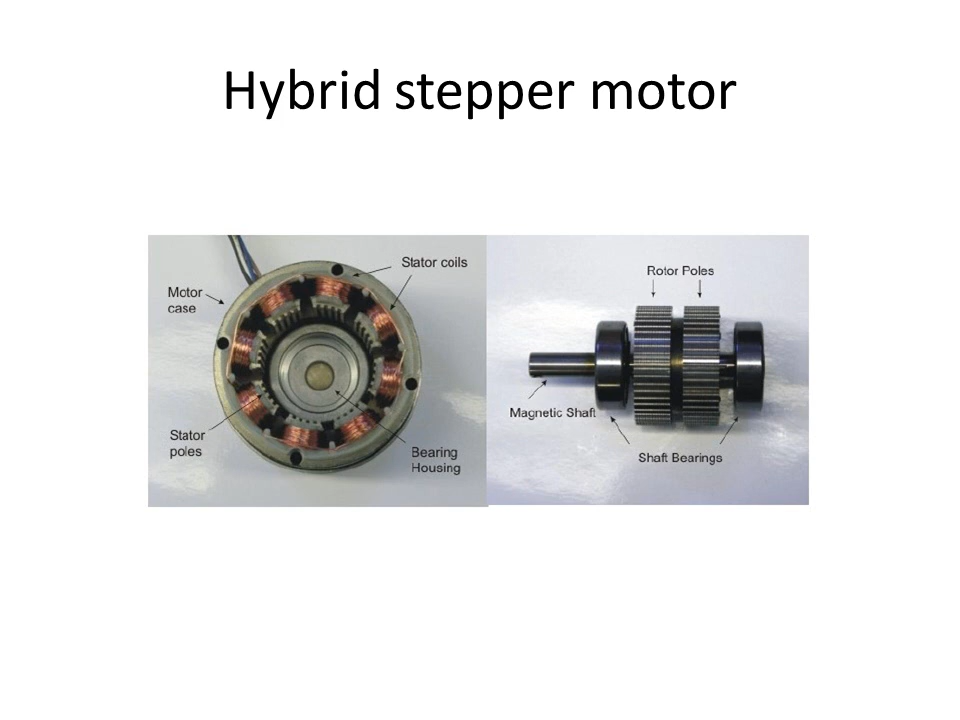 Hybrid stepper motor
Stator coils
Motor
case
Stator
poles
Bearing
Housing
Rotor Poles
Magnetic Shaft
Shaft Bearings